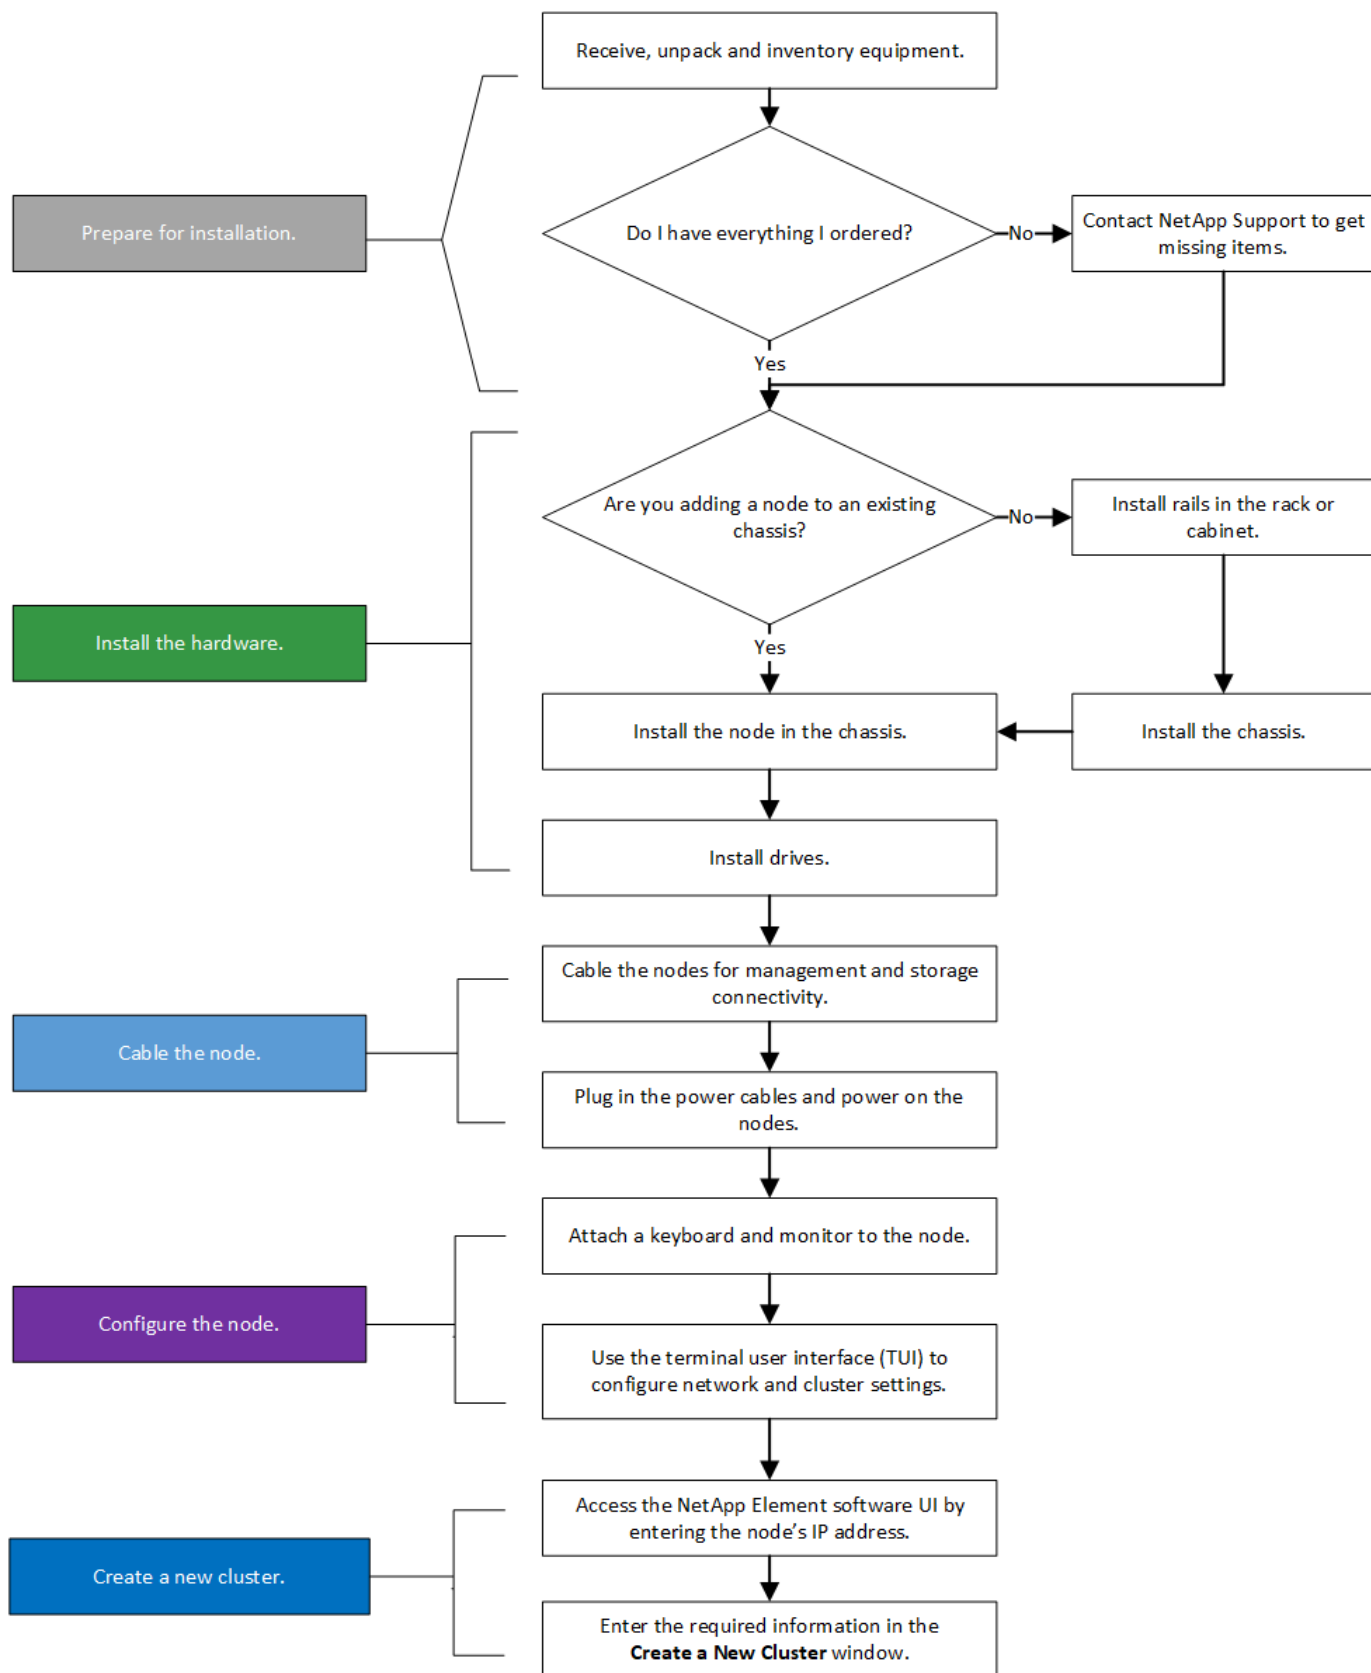 Receive, unpack and inventory equipment.
Prepare for installation.
Do I have everything I ordered?
No
Contact NetApp Support to get
missing items.
Yes
Are you adding a node to an existing
chassis?
No
Install rails in the rack or
cabinet.
Install the hardware.
Yes
Install the node in the chassis.
Install the chassis.
Install drives.
Cable the nodes for management and storage
connectivity.
Cable the node.
Plug in the power cables and power on the
nodes.
Attach a keyboard and monitor to the node.
Configure the node.
Use the terminal user interface (TUI) to
configure network and cluster settings.
Access the NetApp Element software UI by
entering the node’s IP address.
Create a new cluster.
Enter the required information in the
Create a New Cluster window.